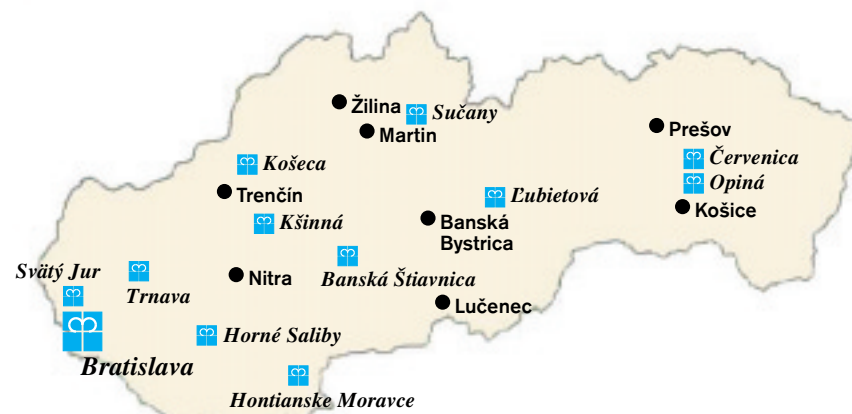 Žilina
Sučany
Martin
Prešov
Červenica
Košeca
Opiná
Trenčín
Ľubietová
Košice
Kšinná
Banská
Bystrica
Svätý Jur
Trnava
Nitra
Banská Štiavnica
Lučenec
Horné Saliby
Bratislava
Hontianske Moravce